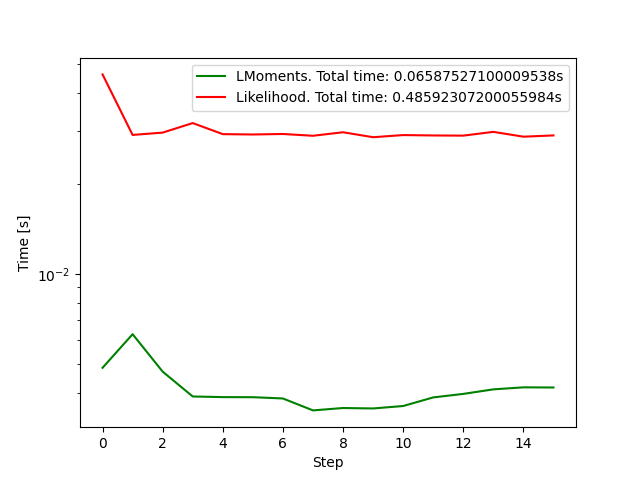 LMoments. Total time: 0.06587527100009538s
Likelihood. Total time: 0.48592307200055984s
Time [s]
10⁻²
0 2 4 6 8 10 12 14
Step